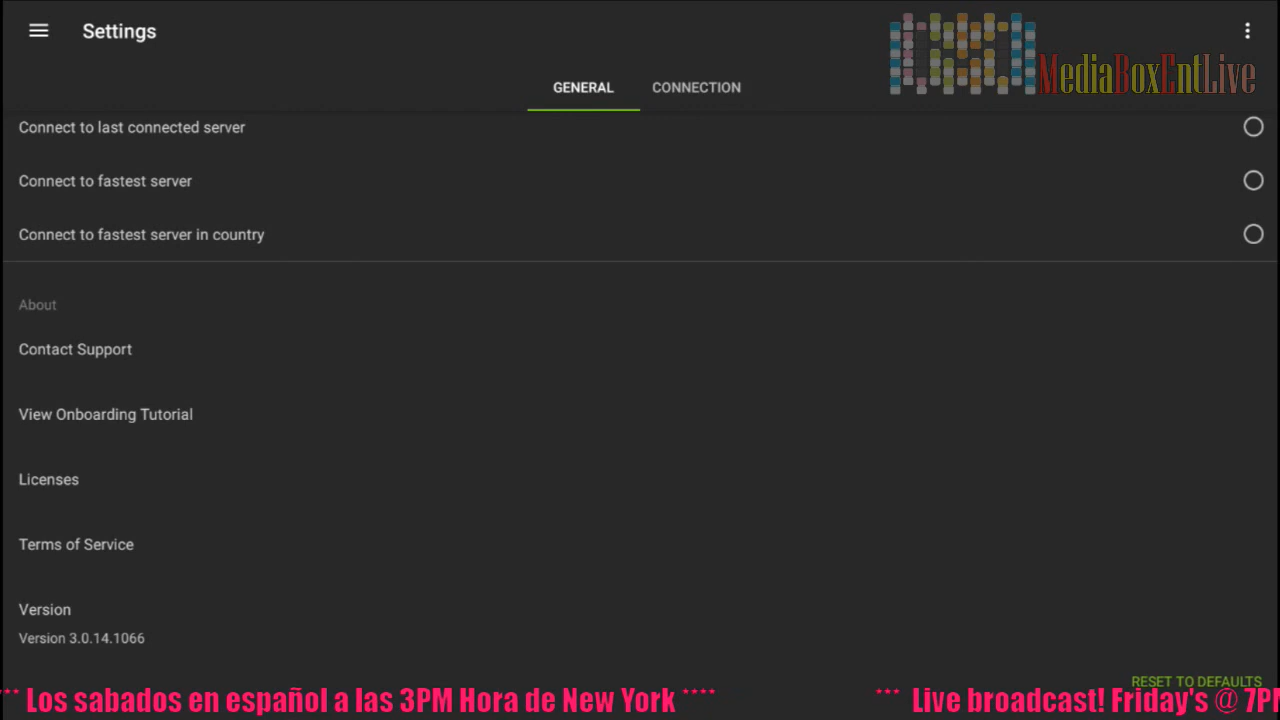 Settings
MediaBoxEntLive
GENERAL CONNECTION
Connect to last connected server
Connect to fastest server
Connect to fastest server in country
About
Contact Support
View Onboarding Tutorial
Licenses
Terms of Service
Version
Version 3.0.14.1066
RESET TO DEFAULTS
*** Los sabados en español a las 3PM Hora de New York **** *** Live broadcast! Friday's @ 7P